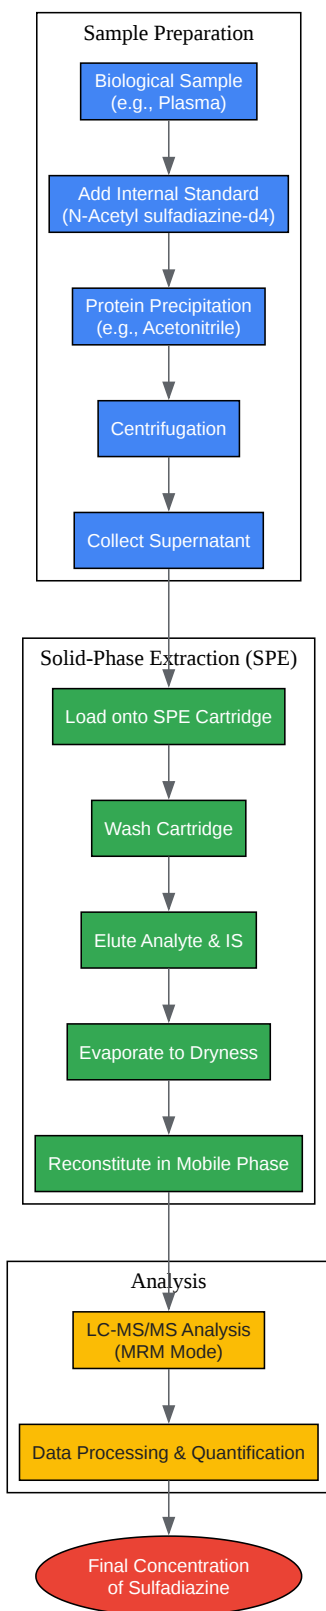 Sample Preparation
Biological Sample
(e.g., Plasma)
Add Internal Standard
(N-Acetyl sulfadiazine-d4)
Protein Precipitation
(e.g., Acetonitrile)
Centrifugation
Collect Supernatant
Solid-Phase Extraction (SPE)
Load onto SPE Cartridge
Wash Cartridge
Elute Analyte & IS
Evaporate to Dryness
Reconstitute in Mobile Phase
Analysis
LC-MS/MS Analysis
(MRM Mode)
Data Processing & Quantification
Final Concentration
of Sulfadiazine